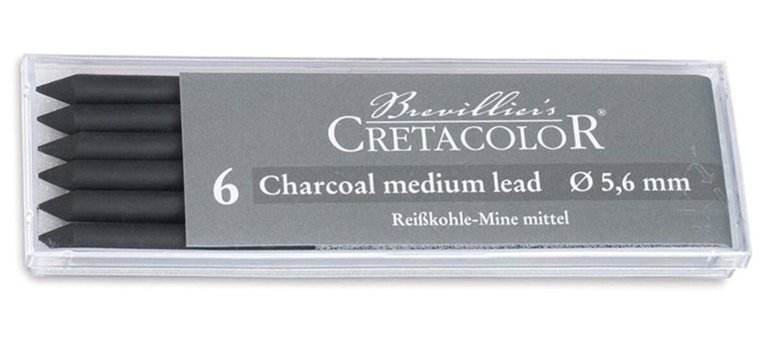 Brevillier's
CRETACOLOR®
6 Charcoal medium lead Ø 5,6 mm
Reißkohle-Mine mittel